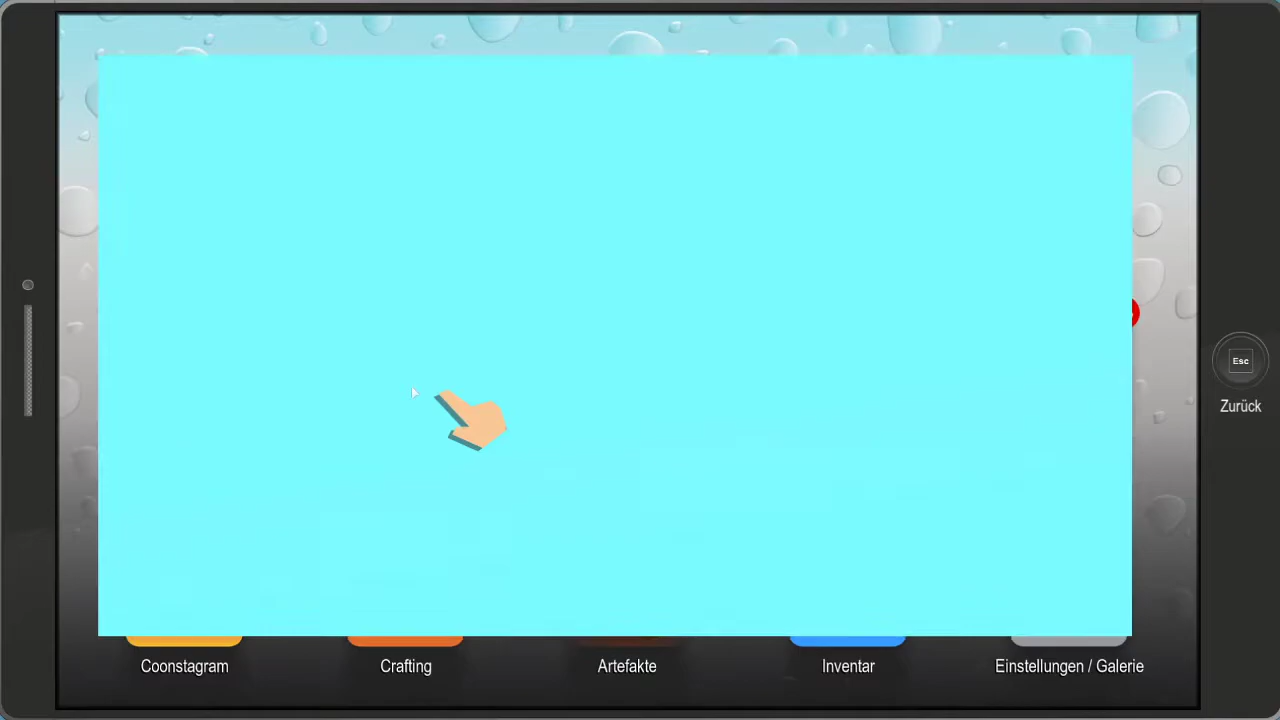 Esc
Zurück
Coonstagram
Crafting
Artefakte
Inventar
Einstellungen / Galerie